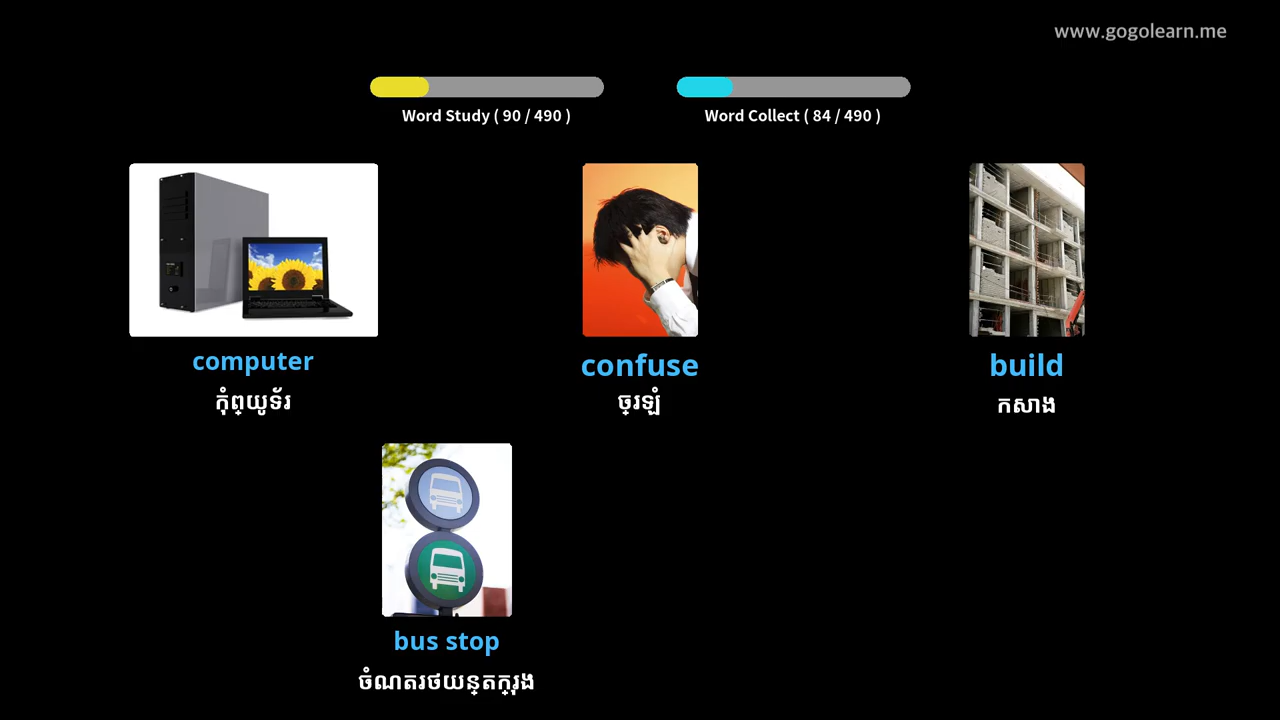 www.gogolearn.me
Word Study ( 90 / 490 )
Word Collect ( 84 / 490 )
computer
កុំព្យូទ័រ
confuse
ច្រឡំ
build
កសាង
bus stop
ចំណតរថយន្តក្រុង